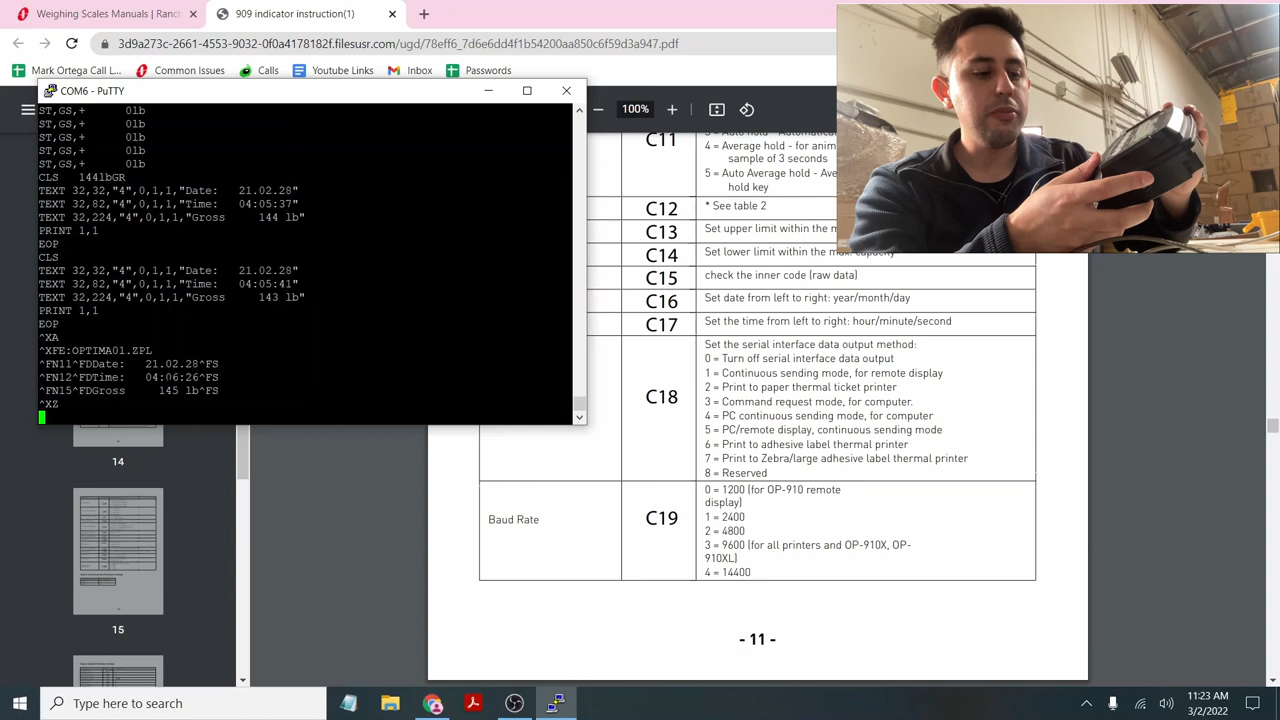 Weighing Scales Manuals | Ranch
909 indicator instruction(1)
3d9a273c-2661-4553-9032-0f0a4178182f.filesusr.com/ugd/78eff6_7d6e6dd4f1b54200aa850c6f59d3a947.pdf
Mark Ortega Call L...
Common Issues
Calls
Youtube Links
Inbox
Passwords
COM6 - PuTTY
ST,GS,+ 0lb
ST,GS,+ 0lb
ST,GS,+ 0lb
ST,GS,+ 0lb
ST,GS,+ 0lb
CLS 144lbGR
TEXT 32,32,"4",0,1,1,"Date: 21.02.28"
TEXT 32,82,"4",0,1,1,"Time: 04:05:37"
TEXT 32,224,"4",0,1,1,"Gross 144 lb"
PRINT 1,1
EOP
CLS
TEXT 32,32,"4",0,1,1,"Date: 21.02.28"
TEXT 32,82,"4",0,1,1,"Time: 04:05:41"
TEXT 32,224,"4",0,1,1,"Gross 143 lb"
PRINT 1,1
EOP
^XA
^XFE:OPTIMA01.ZPL
^FN11^FDDate: 21.02.28^FS
^FN12^FDTime: 04:06:26^FS
^FN15^FDGross 145 lb^FS
^XZ
100%
C11
4 = Average hold - for anim
sample of 3 seconds
5 = Auto Average hold - Ave
hold key
C12
* See table 2
C13
Set upper limit within the m
C14
Set lower limit within the max. capacity
C15
check the inner code (raw data)
C16
Set date from left to right: year/month/day
C17
Set the time from left to right: hour/minute/second
C18
Set the serial interface data output method:
0 = Turn off serial interface data output
1 = Continuous sending mode, for remote display
2 = Print to paper thermal ticket printer
3 = Command request mode, for computer.
4 = PC continuous sending mode, for computer
5 = PC/remote display, continuous sending mode
6 = Print to adhesive label thermal printer
7 = Print to Zebra/large adhesive label thermal printer
8 = Reserved
Baud Rate
C19
0 = 1200 (for OP-910 remote
display)
1 = 2400
2 = 4800
3 = 9600 (for all printers and OP-910X, OP-
910XL)
4 = 14400
- 11 -
14
15
Type here to search
11:23 AM
3/2/2022